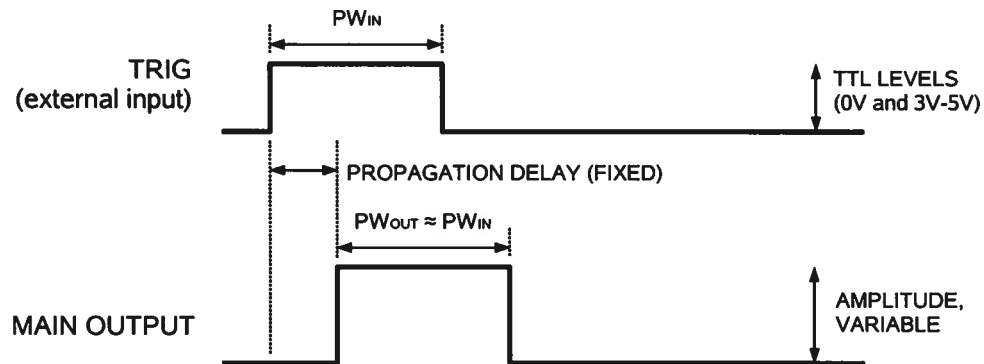 PWIN
TRIG
(external input)
TTL LEVELS
(0V and 3V-5V)
PROPAGATION DELAY (FIXED)
PWOUT ≈ PWIN
MAIN OUTPUT
AMPLITUDE,
VARIABLE